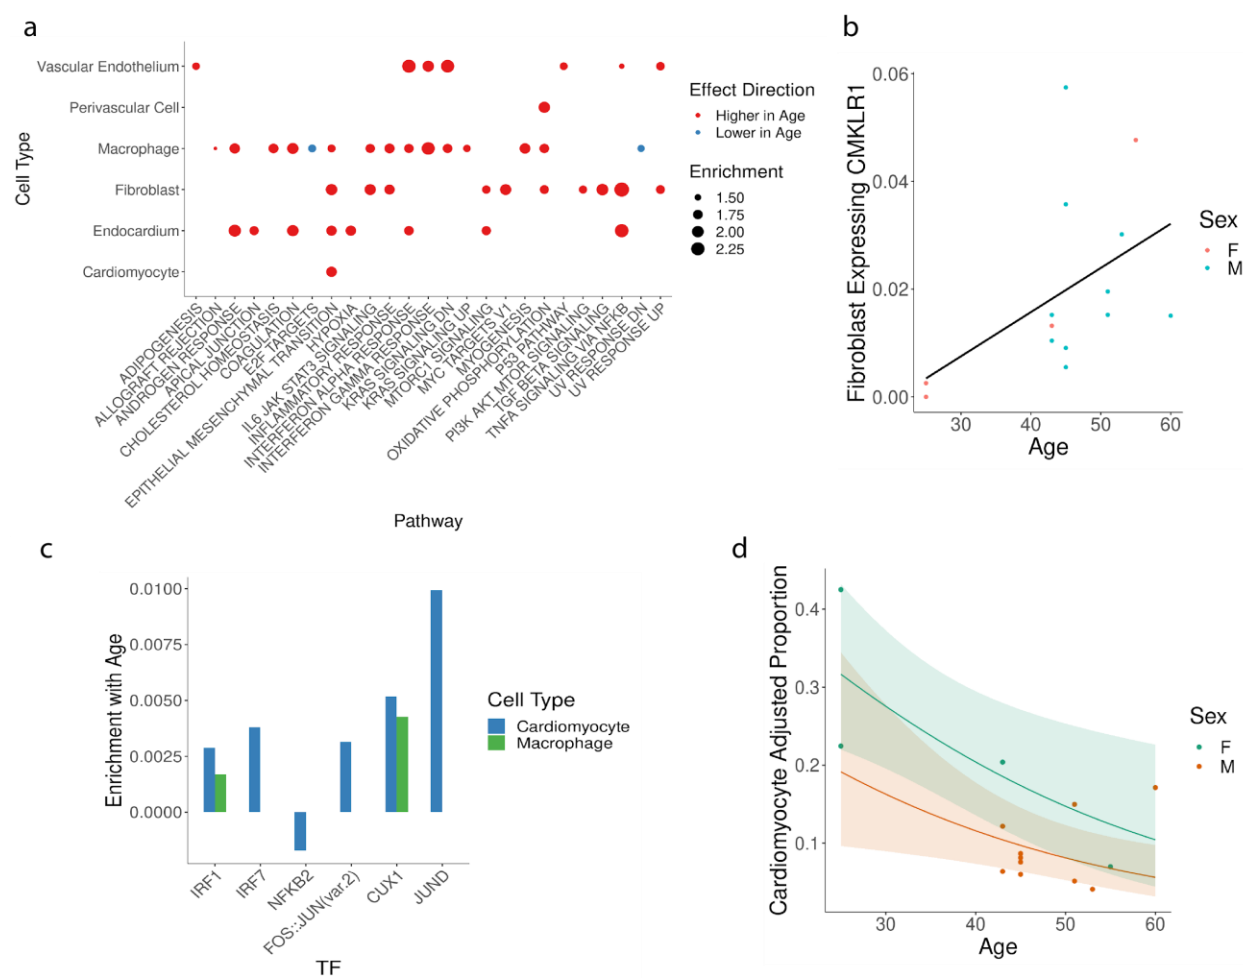 a
Vascular Endothelium
Perivascular Cell
Macrophage
Fibroblast
Endocardium
Cardiomyocyte
Cell Type
ADIPOGENESIS
ALLOGRAFT REJECTION
ANDROGEN RESPONSE
APICAL JUNCTION
CHOLESTEROL HOMEOSTASIS
COAGULATION
E2F TARGETS
EPITHELIAL MESENCHYMAL TRANSITION
HYPOXIA
IL6 JAK STAT3 SIGNALING
INFLAMMATORY RESPONSE
INTERFERON ALPHA RESPONSE
INTERFERON GAMMA RESPONSE
KRAS SIGNALING DN
KRAS SIGNALING UP
MTORC1 SIGNALING
MYC TARGETS V1
MYOGENESIS
OXIDATIVE PHOSPHORYLATION
P53 PATHWAY
PI3K AKT MTOR SIGNALING
TGF BETA SIGNALING
TNFA SIGNALING VIA NFKB
UV RESPONSE DN
UV RESPONSE UP
Pathway
Effect Direction
Higher in Age
Lower in Age
Enrichment
1.50
1.75
2.00
2.25
b
Fibroblast Expressing CMKLR1
0.06
0.04
0.02
0.00
30 40 50 60
Age
Sex
F
M
c
Enrichment with Age
0.0100
0.0075
0.0050
0.0025
0.0000
IRF1
IRF7
NFKB2
FOS::JUN(var.2)
CUX1
JUND
TF
Cell Type
Cardiomyocyte
Macrophage
d
Cardiomyocyte Adjusted Proportion
0.4
0.3
0.2
0.1
30 40 50 60
Age
Sex
F
M